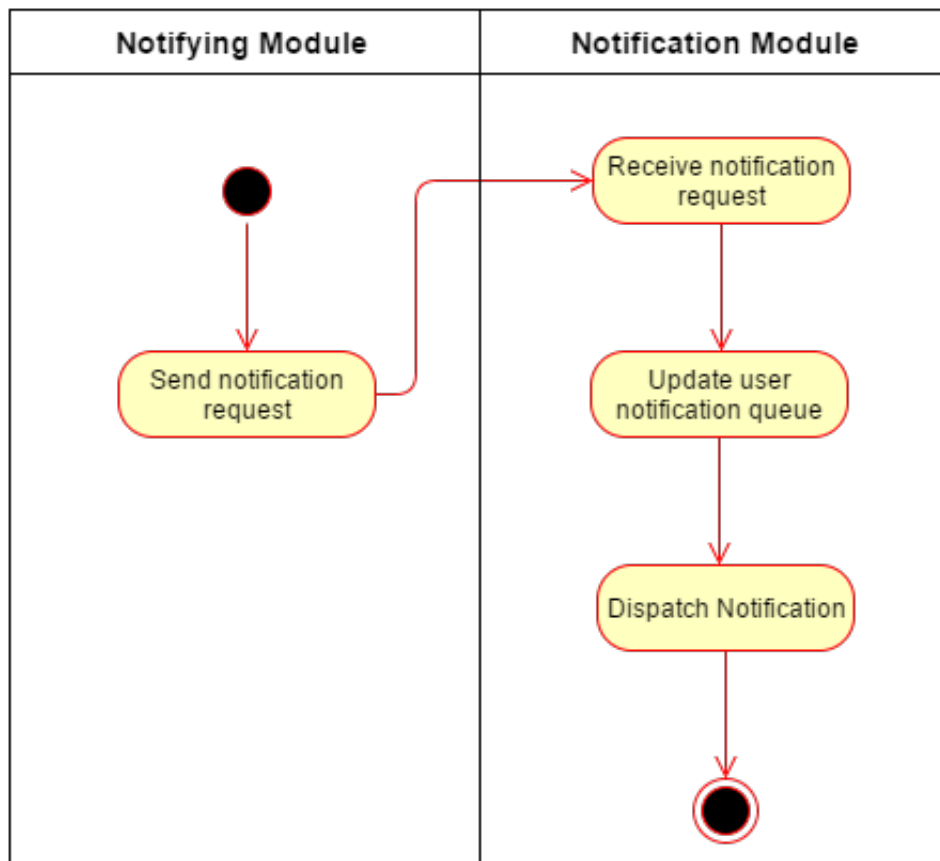 Notifying Module
Notification Module
Receive notification
request
Send notification
request
Update user
notification queue
Dispatch Notification